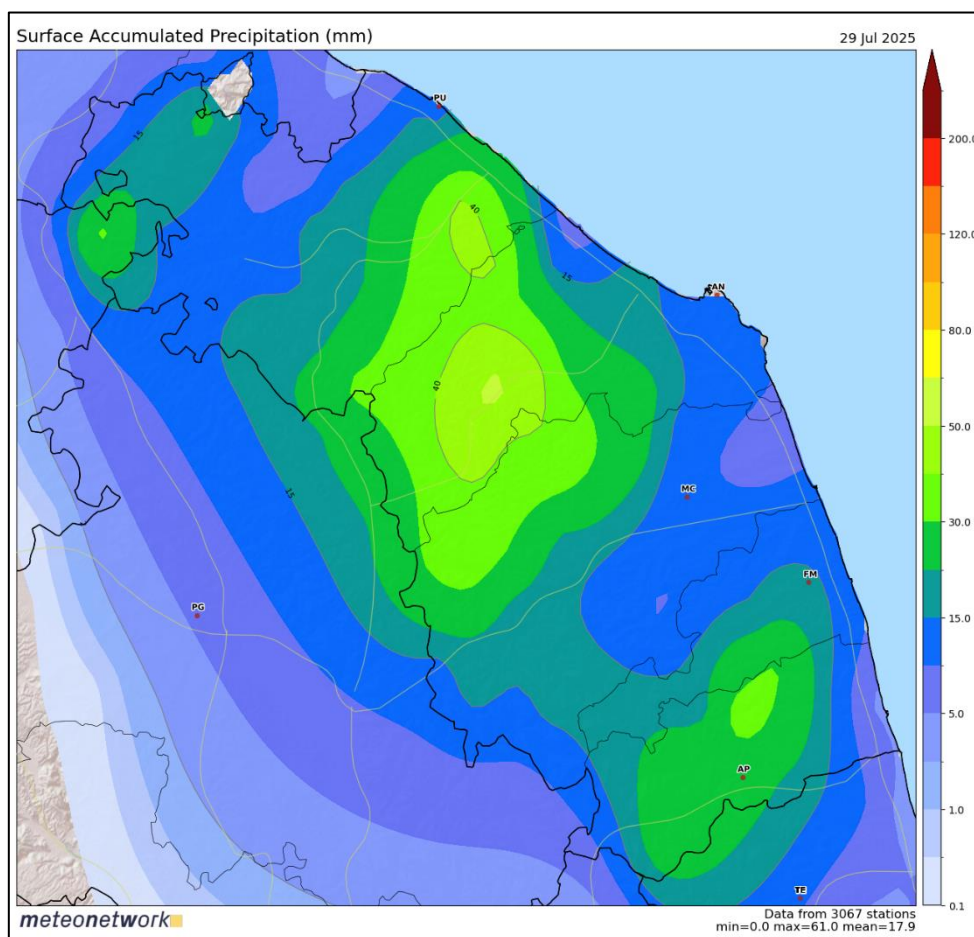 Surface Accumulated Precipitation (mm)
29 Jul 2025
PU
15
40
15
AN
200.0
120.0
80.0
50.0
30.0
15.0
5.0
1.0
0.1
40
15
MC
FM
PG
AP
TE
meteonetwork
Data from 3067 stations
min=0.0 max=61.0 mean=17.9